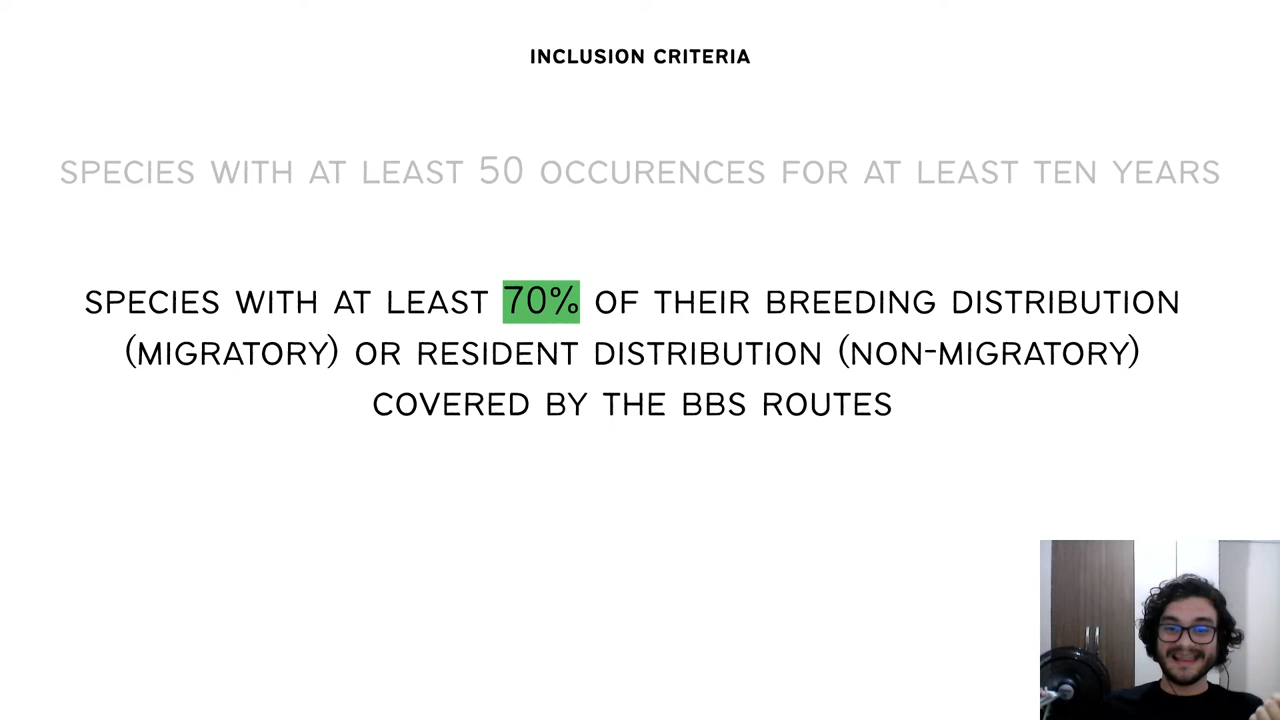 INCLUSION CRITERIA
SPECIES WITH AT LEAST 50 OCCURENCES FOR AT LEAST TEN YEARS
SPECIES WITH AT LEAST 70% OF THEIR BREEDING DISTRIBUTION
(MIGRATORY) OR RESIDENT DISTRIBUTION (NON-MIGRATORY)
COVERED BY THE BBS ROUTES